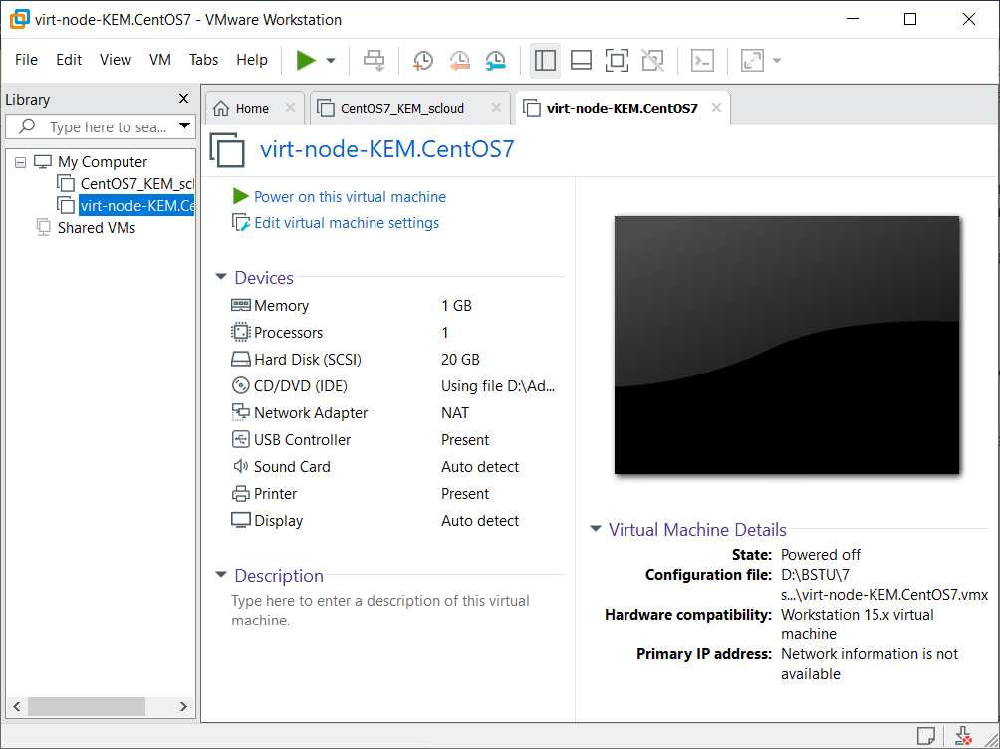 virt-node-KEM.CentOS7 - VMware Workstation
File Edit View VM Tabs Help
Library
Type here to sea...
Home
CentOS7_KEM_scloud
virt-node-KEM.CentOS7
My Computer
CentOS7_KEM_scl
virt-node-KEM.Ce
Shared VMs
virt-node-KEM.CentOS7
Power on this virtual machine
Edit virtual machine settings
Devices
Memory 1 GB
Processors 1
Hard Disk (SCSI) 20 GB
CD/DVD (IDE) Using file D:\Ad...
Network Adapter NAT
USB Controller Present
Sound Card Auto detect
Printer Present
Display Auto detect
Description
Type here to enter a description of this virtual
machine.
Virtual Machine Details
State: Powered off
Configuration file: D:\BSTU\7
s...\virt-node-KEM.CentOS7.vmx
Hardware compatibility: Workstation 15.x virtual
machine
Primary IP address: Network information is not
available